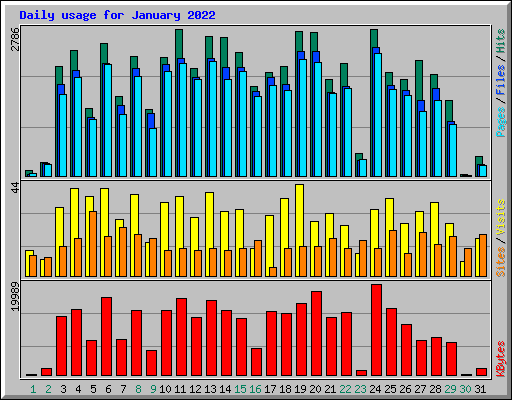 Daily usage for January 2022
2786
Pages / Files / Hits
44
Sites / Visits
19989
KBytes
1 2 3 4 5 6 7 8 9 10 11 12 13 14 15 16 17 18 19 20 21 22 23 24 25 26 27 28 29 30 31